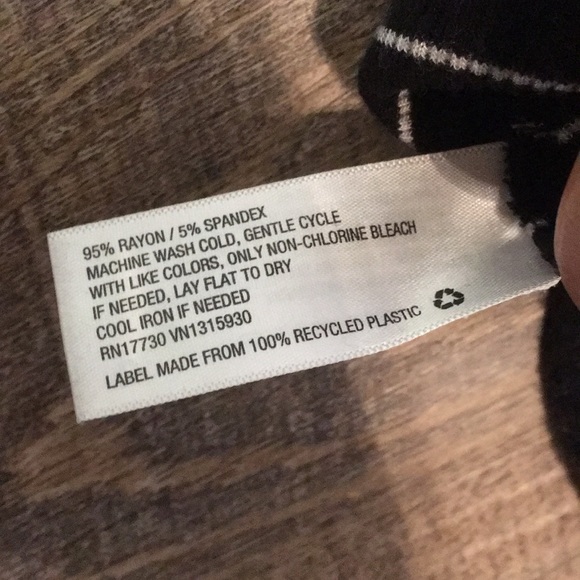 95% RAYON / 5% SPANDEX
MACHINE WASH COLD, GENTLE CYCLE
WITH LIKE COLORS, ONLY NON-CHLORINE BLEACH
IF NEEDED, LAY FLAT TO DRY
COOL IRON IF NEEDED
RN17730 VN1315930
LABEL MADE FROM 100% RECYCLED PLASTIC